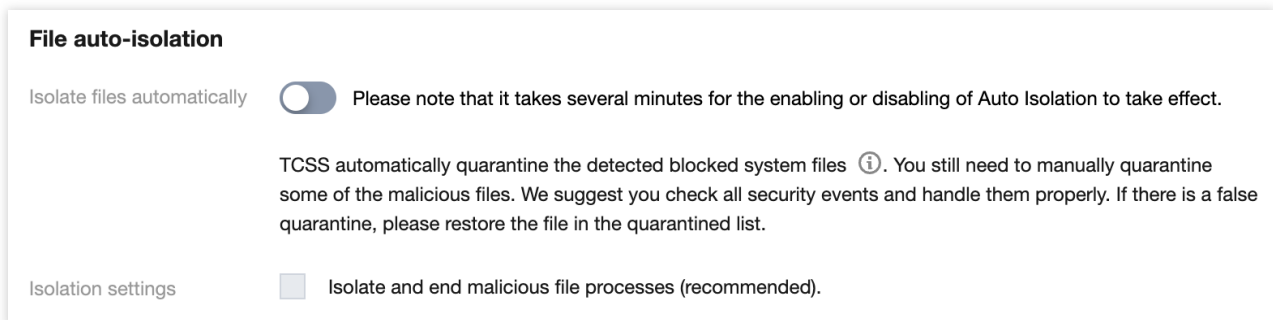 File auto-isolation
Isolate files automatically
Please note that it takes several minutes for the enabling or disabling of Auto Isolation to take effect.
TCSS automatically quarantine the detected blocked system files . You still need to manually quarantine
some of the malicious files. We suggest you check all security events and handle them properly. If there is a false
quarantine, please restore the file in the quarantined list.
Isolation settings
Isolate and end malicious file processes (recommended).